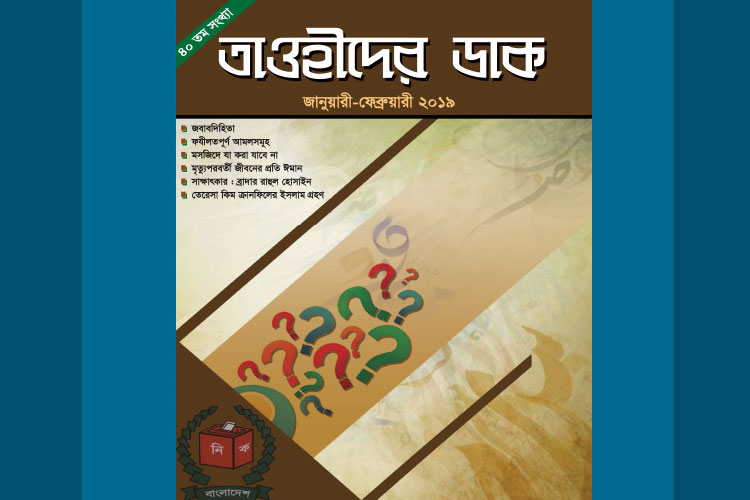 ৪০ তম সংখ্যা
তাওহীদের ডাক
জানুয়ারী-ফেব্রুয়ারী ২০১৯
জবাবদিহিতা
ফযীলতপূর্ণ আমলসমূহ
মসজিদে যা করা যাবে না
মৃত্যুপরবর্তী জীবনের প্রতি ঈমান
সাক্ষাৎকার : ব্রাদার রাহুল হোসাইন
তেরেসা কিম ক্রানফিলের ইসলাম গ্রহণ
? ? ? ? ? ? ? ? ? ? ? ? ?
নি ক
বাংলাদেশ